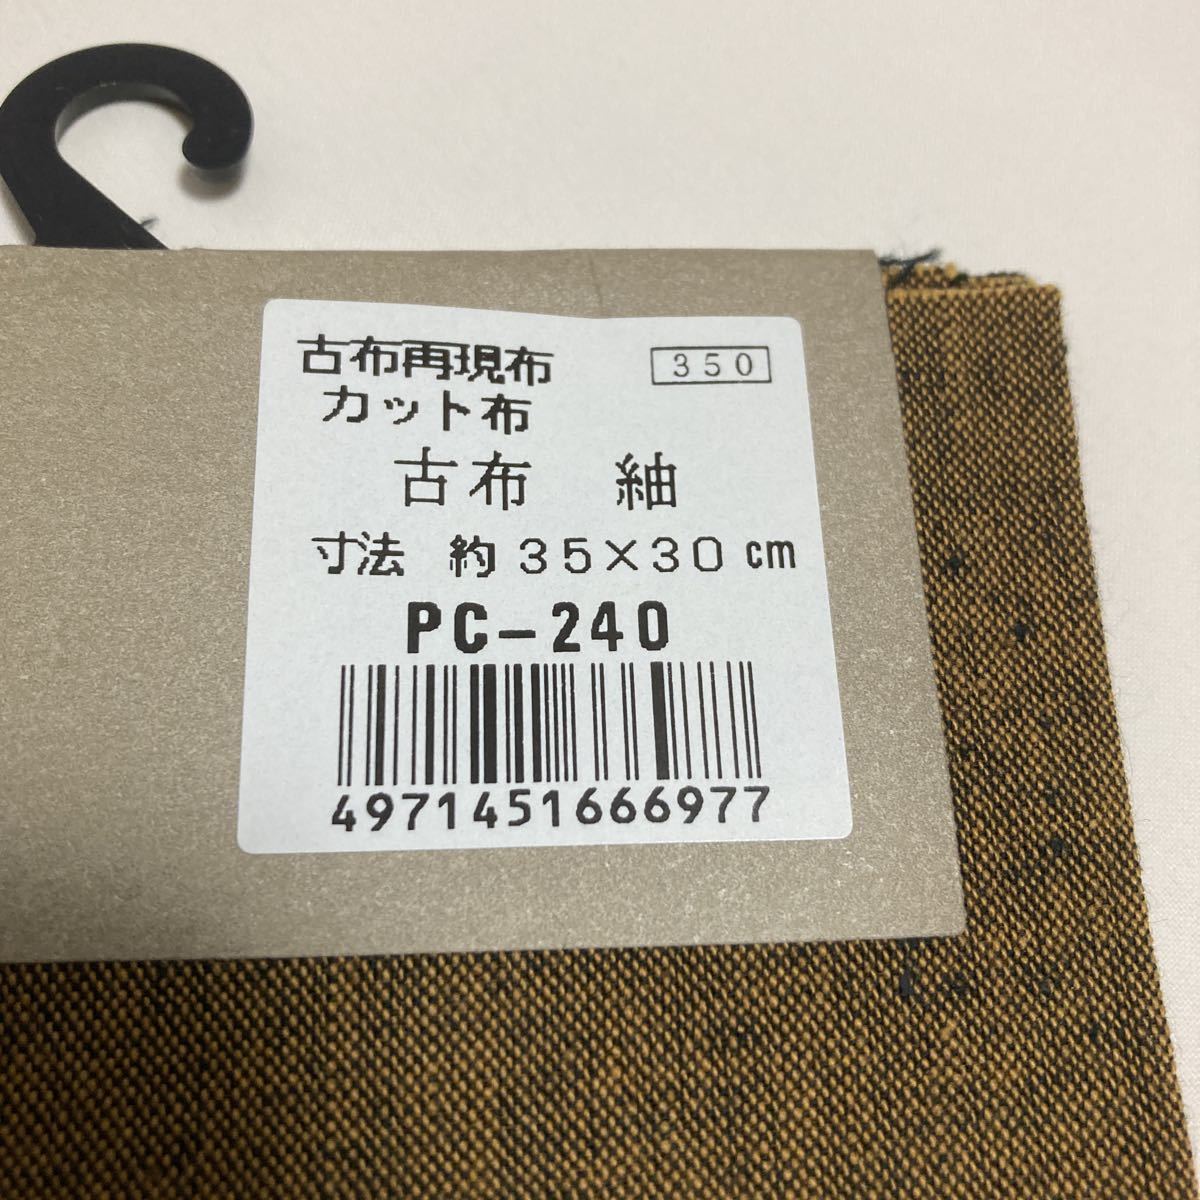 古布再現布
350
カット布
古布 紬
寸法 約35×30cm
PC-240
4971451666977